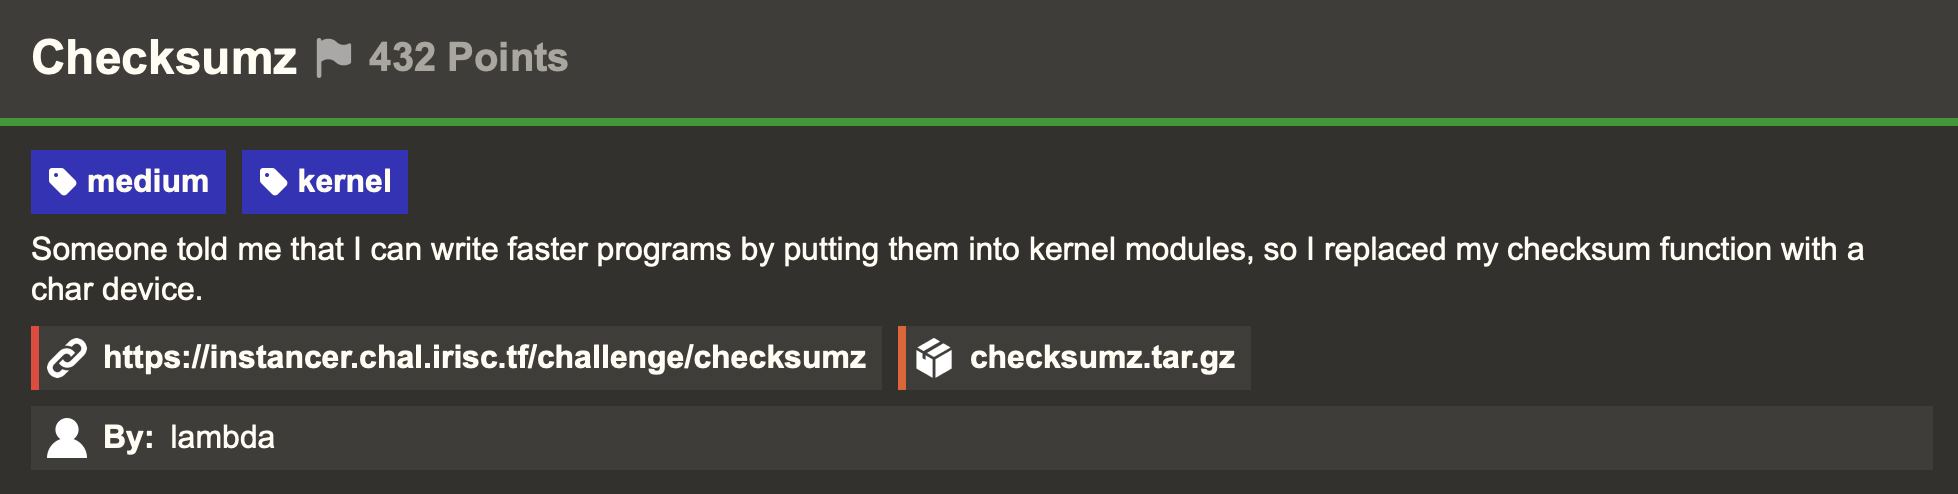 Checksumz 432 Points
medium kernel
Someone told me that I can write faster programs by putting them into kernel modules, so I replaced my checksum function with a
char device.
https://instancer.chal.irisc.tf/challenge/checksumz checksumz.tar.gz
By: lambda